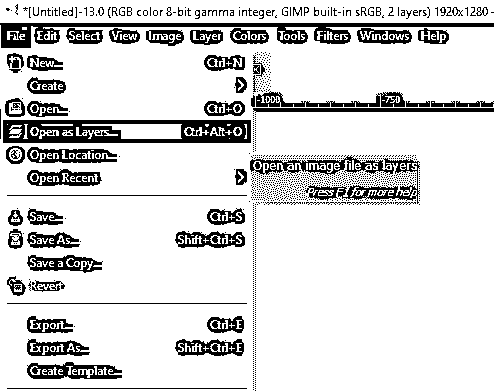 *[Untitled]-13.0 (RGB color 8-bit gamma integer, GIMP built-in sRGB, 2 layers) 1920x1280 –
File Edit Select View Image Layer Colors Tools Filters Windows Help
New... Ctrl+N
Create
Open... Ctrl+O
Open as Layers... Ctrl+Alt+O
Open Location...
Open Recent
Save... Ctrl+S
Save As... Shift+Ctrl+S
Save a Copy...
Revert
Export... Ctrl+E
Export As... Shift+Ctrl+E
Create Template...
-1000 -750
Open an image file as layers
Press F1 for more help